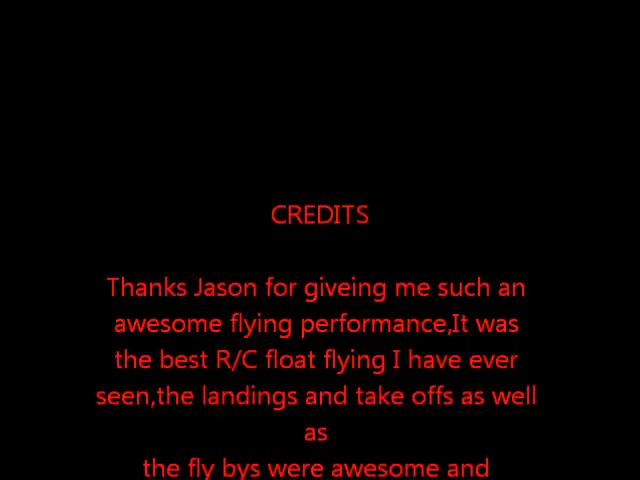 CREDITS
Thanks Jason for giveing me such an
awesome flying performance,It was
the best R/C float flying I have ever
seen,the landings and take offs as well
as
the fly bys were awesome and